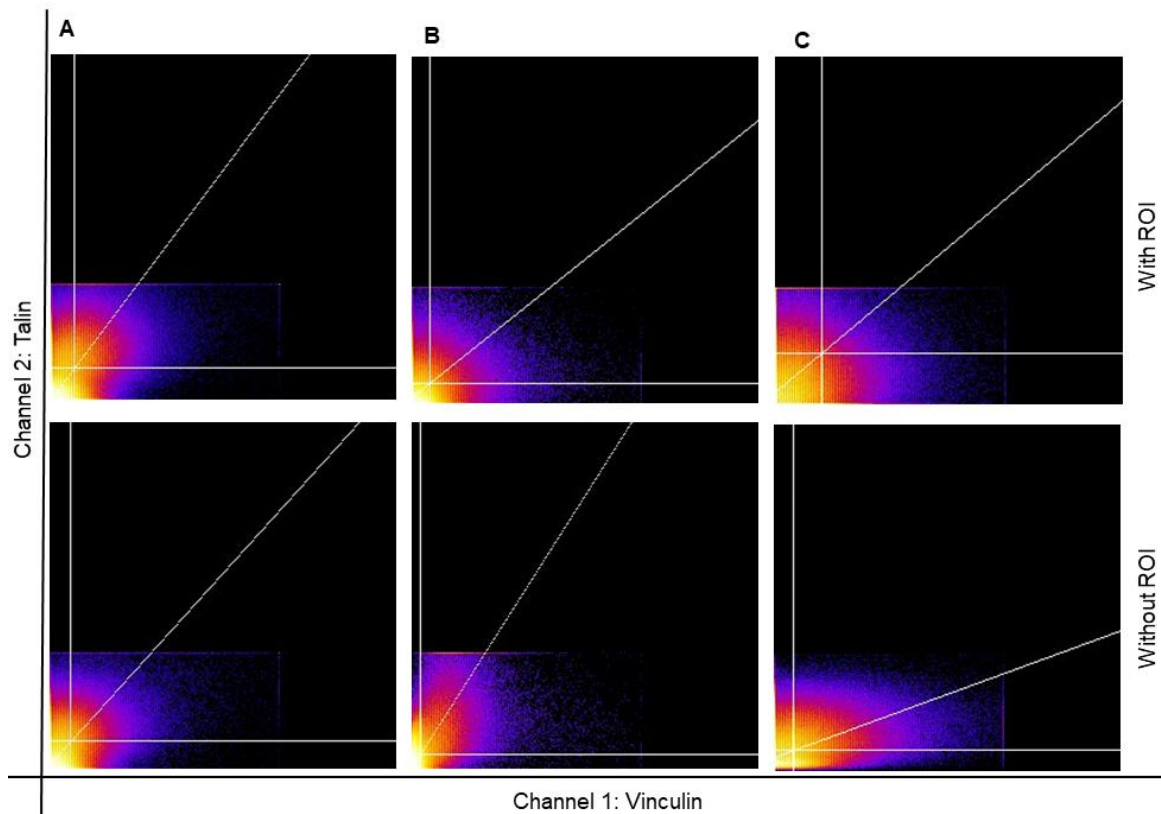 A
B
C
With ROI
Channel 2: Talin
Without ROI
Channel 1: Vinculin